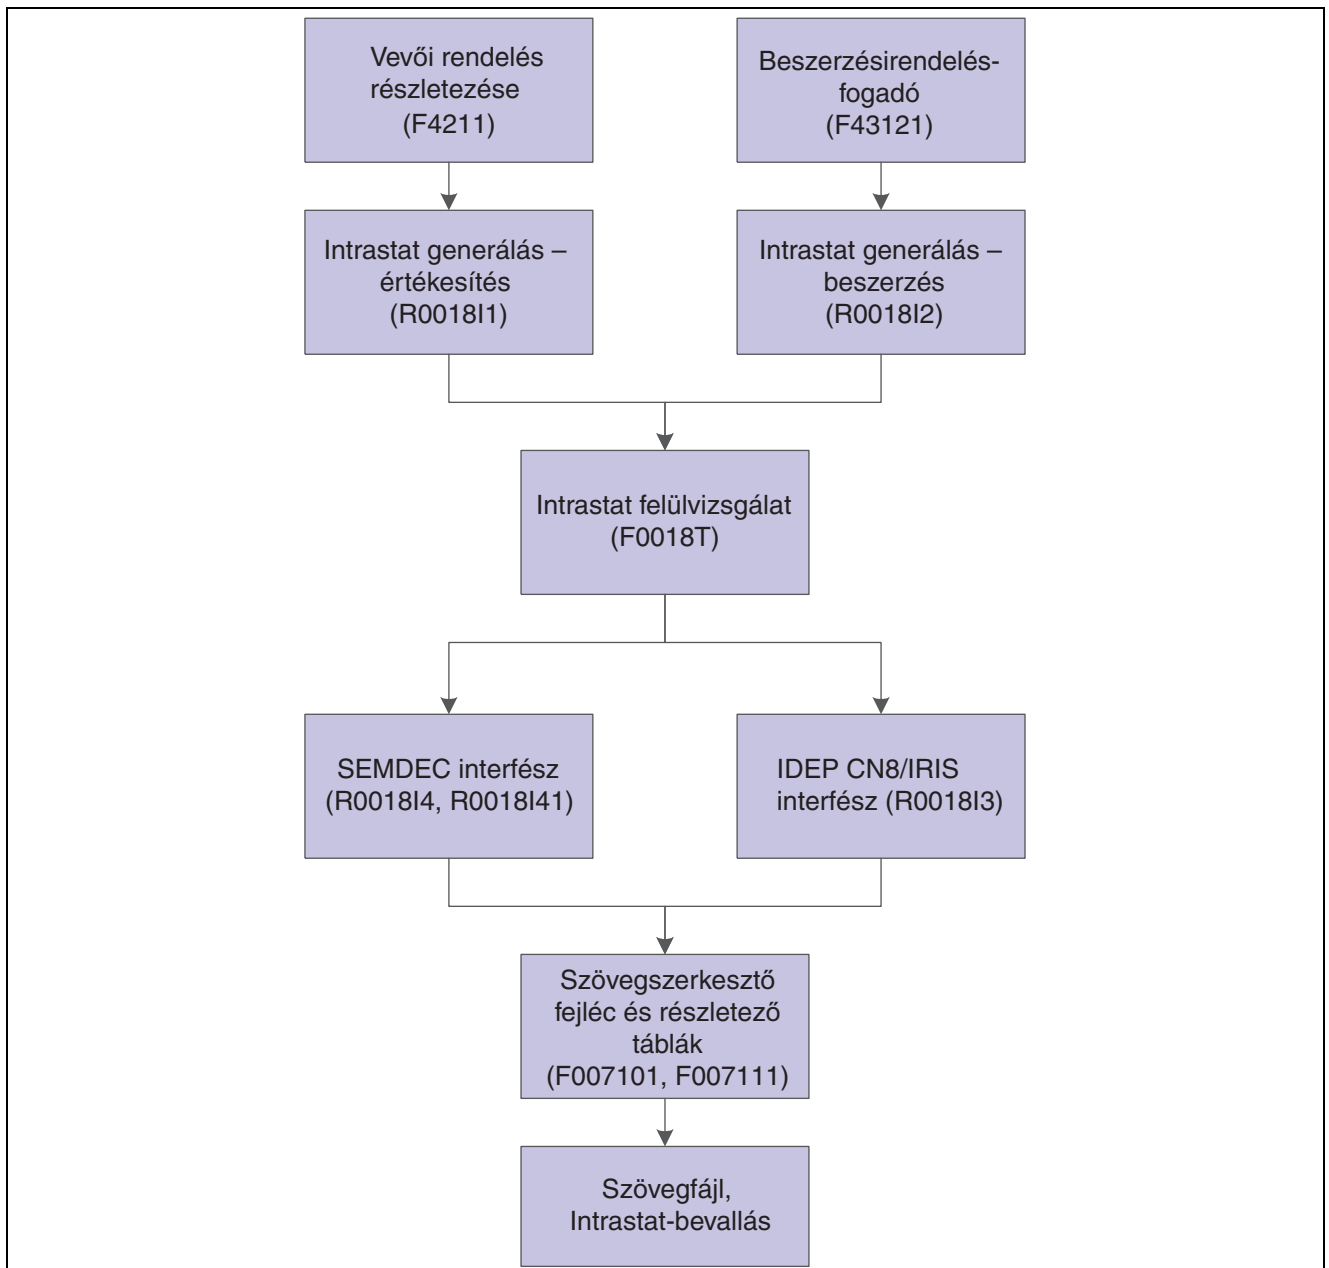 Vevői rendelés
részletezése
(F4211)
Beszerzésirendelés-
fogadó
(F43121)
Intrastat generálás –
értékesítés
(R0018I1)
Intrastat generálás –
beszerzés
(R0018I2)
Intrastat felülvizsgálat
(F0018T)
SEMDEC interfész
(R0018I4, R0018I41)
IDEP CN8/IRIS
interfész (R0018I3)
Szövegszerkesztő
fejléc és részletező
táblák
(F007101, F007111)
Szövegfájl,
Intrastat-bevallás